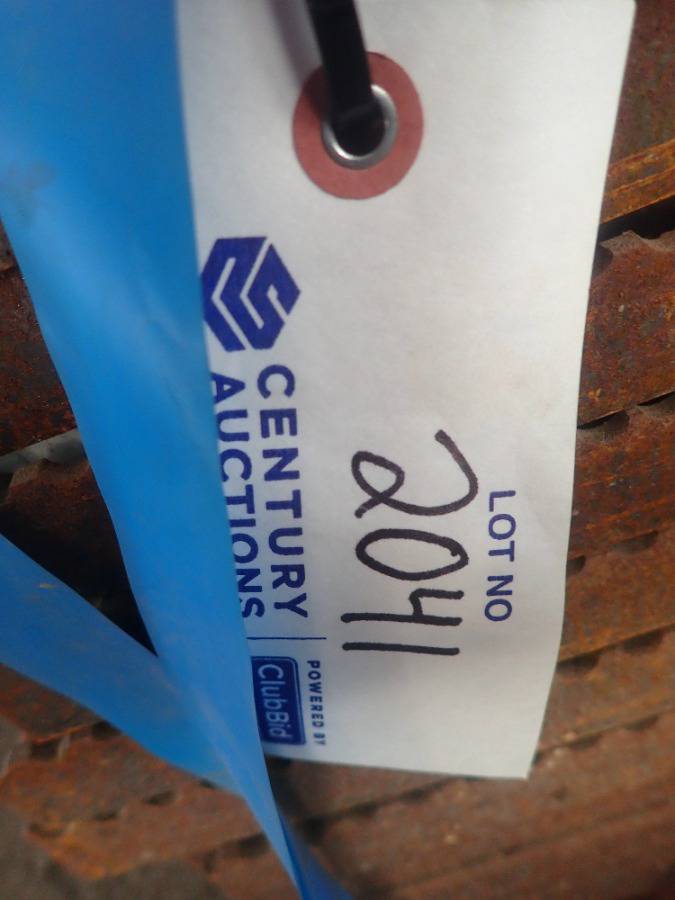 LOT NO
2041
CENTURY
AUCTIONS
POWERED BY
ClubBid